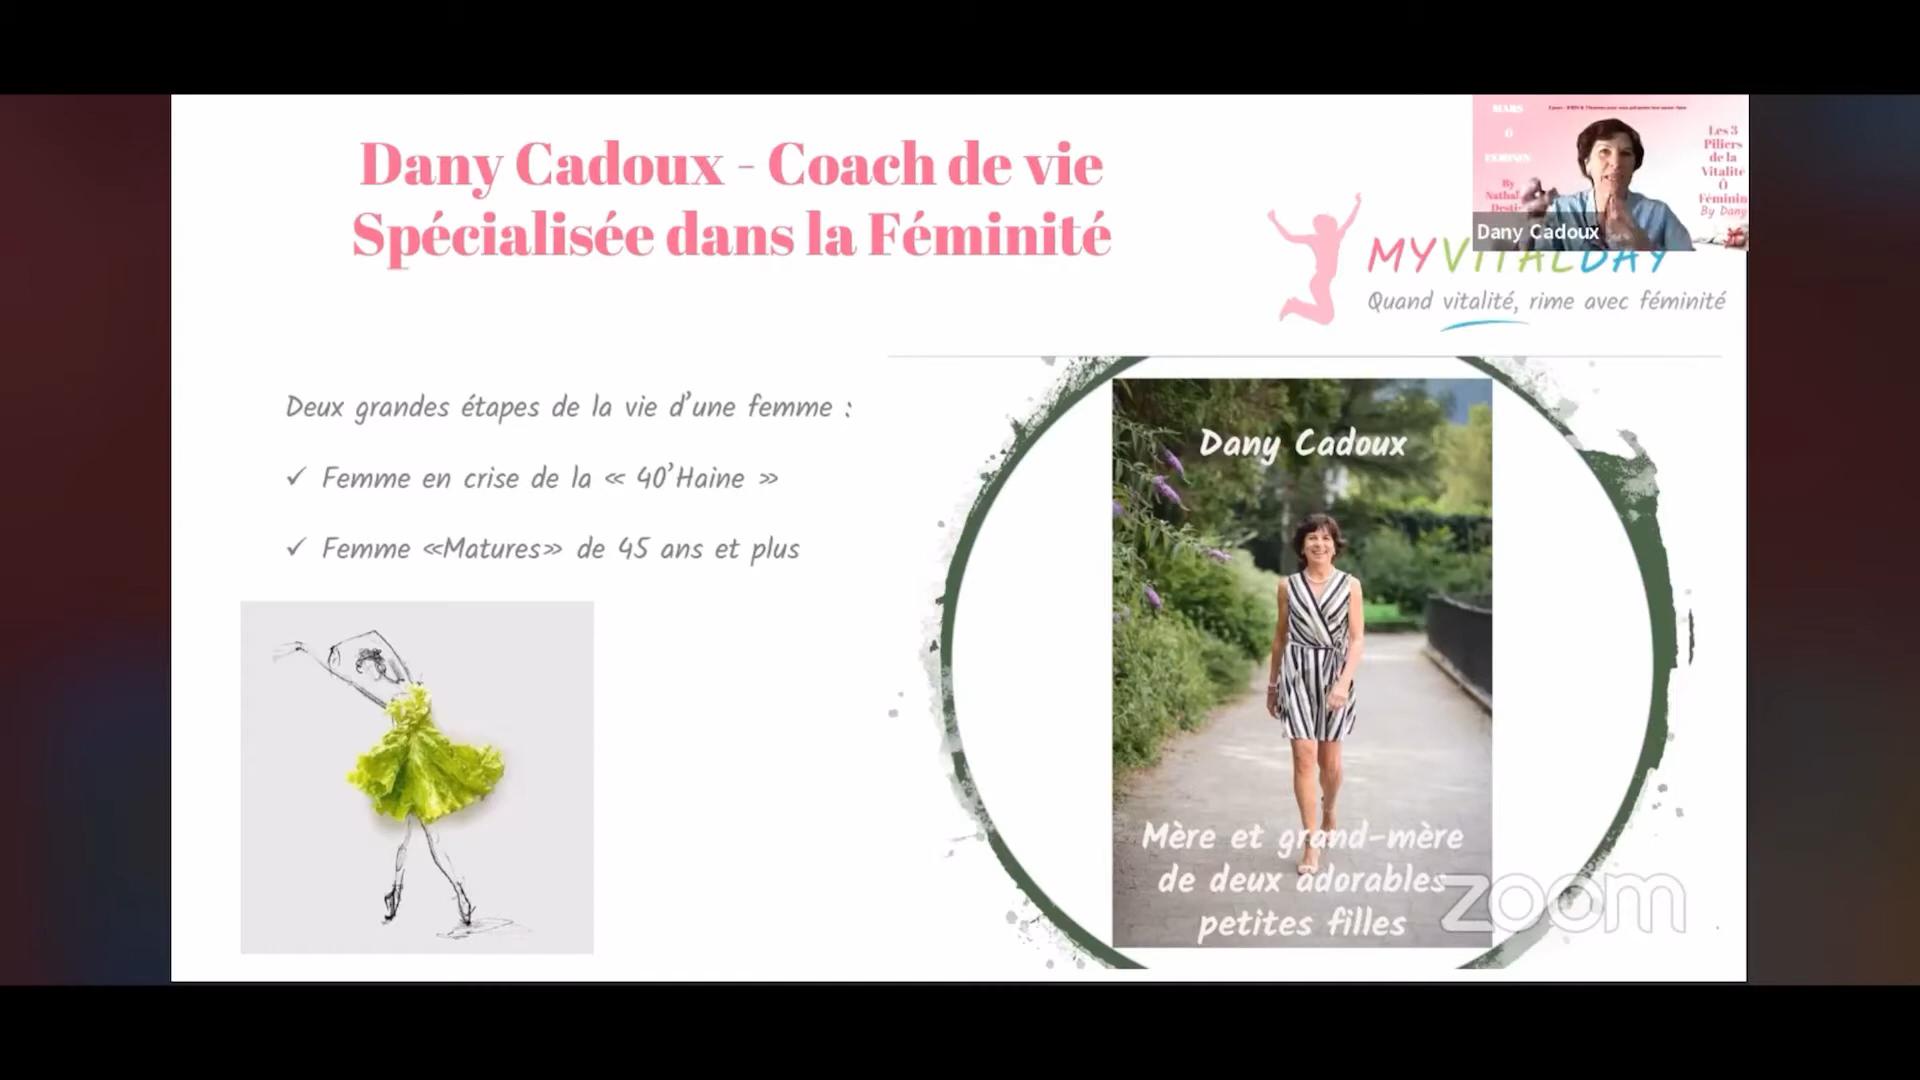 Dany Cadoux - Coach de vie
Spécialisée dans la Féminité
MARS
Ô
FEMININ
By
Les 3
Piliers
de la
Vitalité
Ô
Féminin
By Dany
Dany Cadoux
MYVITALDAY
Quand vitalité, rime avec féminité
Deux grandes étapes de la vie d’une femme :
✓ Femme en crise de la « 40’Haine »
✓ Femme «Matures» de 45 ans et plus
Dany Cadoux
Mère et grand-mère
de deux adorables
petites filles
zoom